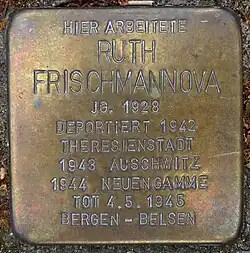 HIER ARBEITETE
RUTH
FRISCHMANNOVA
JG. 1928
DEPORTIERT 1942
THERESIENSTADT
1943 AUSCHWITZ
1944 NEUENGAMME
TOT 4.5.1945
BERGEN-BELSEN